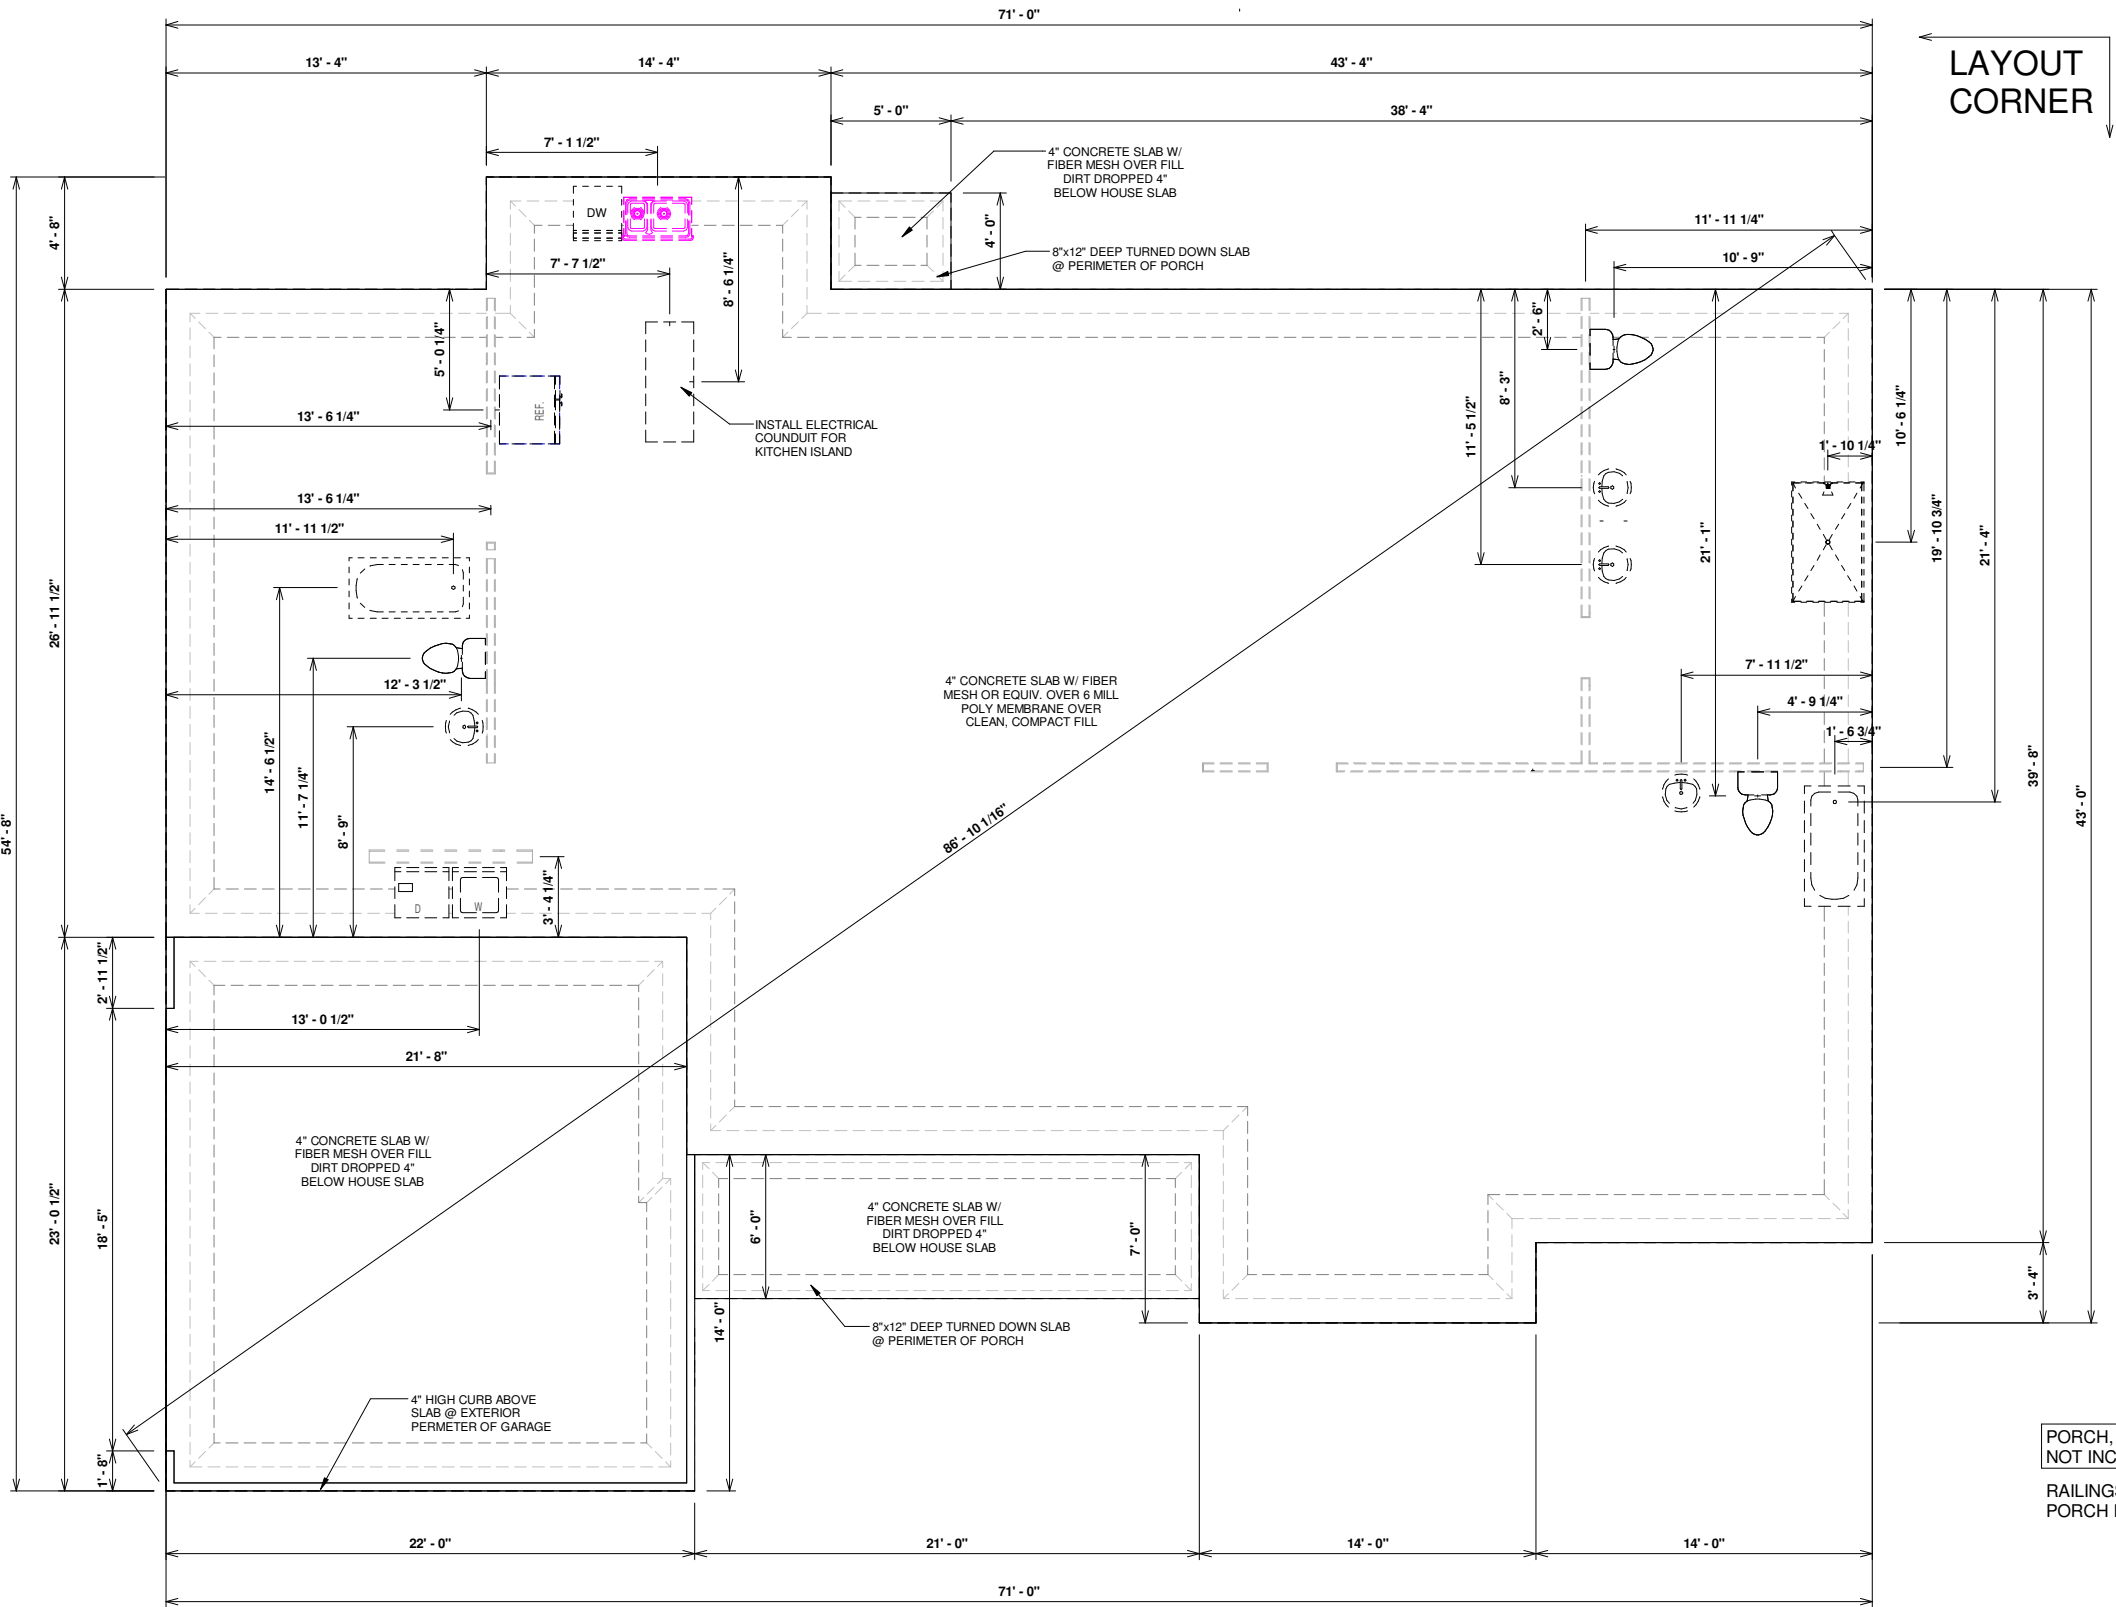 71' - 0"
13' - 4"
14' - 4"
43' - 4"
LAYOUT
CORNER
5' - 0"
38' - 4"
7' - 1 1/2"
4" CONCRETE SLAB W/
FIBER MESH OVER FILL
DIRT DROPPED 4"
BELOW HOUSE SLAB
DW
4' - 8"
4' - 0"
11' - 11 1/4"
8"x12" DEEP TURNED DOWN SLAB
@ PERIMETER OF PORCH
10' - 9"
7' - 7 1/2"
8' - 6 1/4"
2' - 6"
5' - 0 1/4"
8' - 3"
REF.
13' - 6 1/4"
INSTALL ELECTRICAL
COUNDUIT FOR
KITCHEN ISLAND
11' - 5 1/2"
10' - 6 1/4"
1' - 10 1/4"
13' - 6 1/4"
11' - 11 1/2"
21' - 1"
19' - 10 3/4"
21' - 4"
26' - 11 1/2"
7' - 11 1/2"
12' - 3 1/2"
4" CONCRETE SLAB W/ FIBER
MESH OR EQUIV. OVER 6 MILL
POLY MEMBRANE OVER
CLEAN, COMPACT FILL
4' - 9 1/4"
1' - 6 3/4"
14' - 6 1/2"
11' - 7 1/4"
8' - 9"
39' - 8"
43' - 0"
54' - 8"
86' - 10 1/16"
D
W
3' - 4 1/4"
2' - 11 1/2"
13' - 0 1/2"
21' - 8"
4" CONCRETE SLAB W/
FIBER MESH OVER FILL
DIRT DROPPED 4"
BELOW HOUSE SLAB
23' - 0 1/2"
18' - 5"
6' - 0"
4" CONCRETE SLAB W/
FIBER MESH OVER FILL
DIRT DROPPED 4"
BELOW HOUSE SLAB
7' - 0"
3' - 4"
14' - 0"
8"x12" DEEP TURNED DOWN SLAB
@ PERIMETER OF PORCH
4" HIGH CURB ABOVE
SLAB @ EXTERIOR
PERMETER OF GARAGE
1' - 8"
PORCH,
NOT INC
RAILINGS
PORCH
22' - 0"
21' - 0"
14' - 0"
14' - 0"
71' - 0"